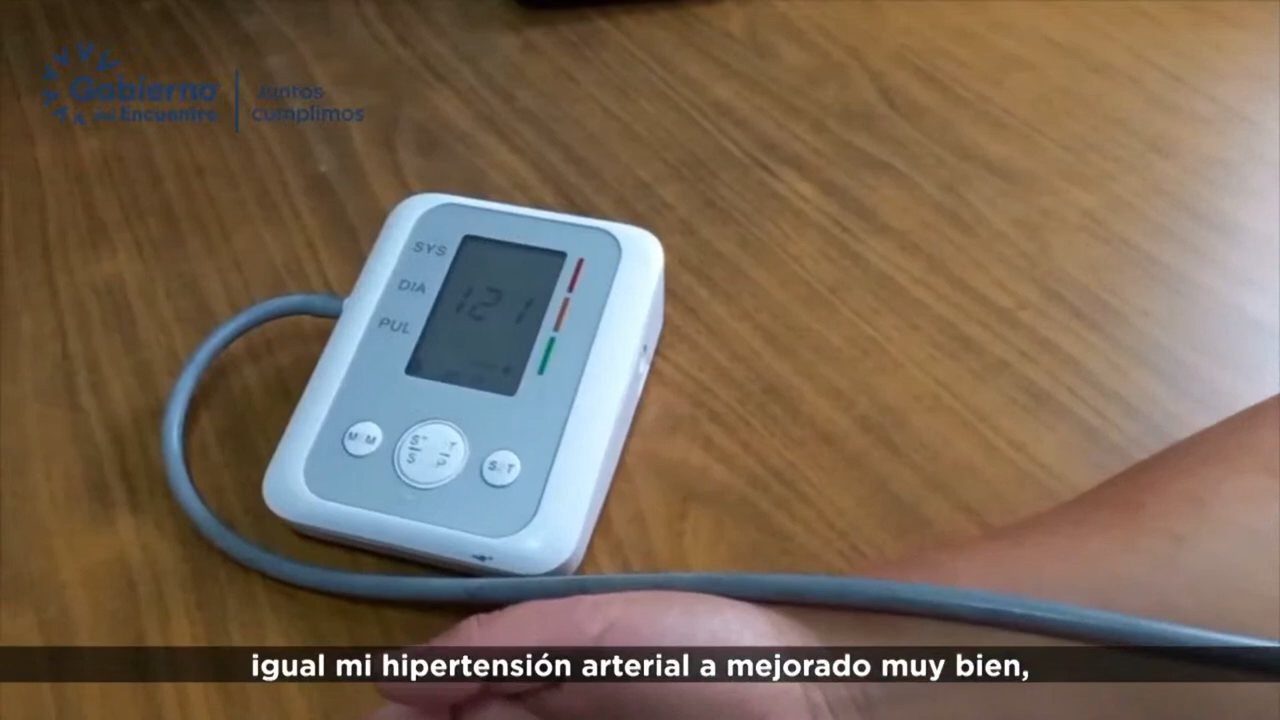 Gobierno
del Encuentro
Juntos
cumplimos
SYS
DIA
PUL
121
igual mi hipertensión arterial a mejorado muy bien,